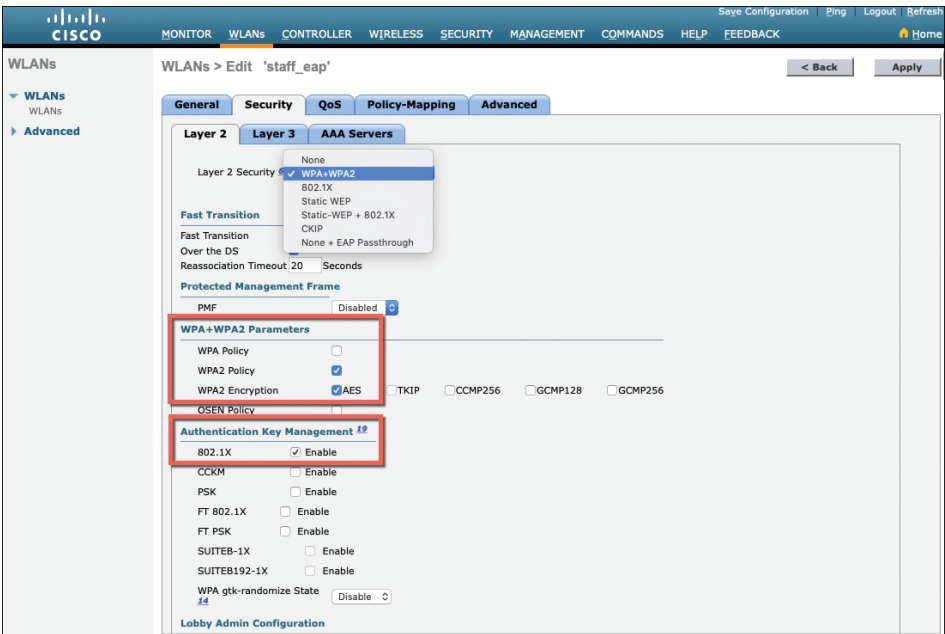 Save Configuration | Ping | Logout | Refresh
CISCO MONITOR WLANs CONTROLLER WIRELESS SECURITY MANAGEMENT COMMANDS HELP FEEDBACK Home
WLANs
WLANs > Edit 'staff_eap'
< Back Apply
WLANs
WLANs
Advanced
General Security QoS Policy-Mapping Advanced
Layer 2 Layer 3 AAA Servers
Layer 2 Security
None
✓ WPA+WPA2
802.1X
Static WEP
Static-WEP + 802.1X
CKIP
None + EAP Passthrough
Fast Transition
Fast Transition
Over the DS
Reassociation Timeout 20 Seconds
Protected Management Frame
PMF Disabled
WPA+WPA2 Parameters
WPA Policy
WPA2 Policy
WPA2 Encryption AES TKIP CCMP256 GCMP128 GCMP256
OSEN Policy
Authentication Key Management 19
802.1X Enable
CCKM Enable
PSK Enable
FT 802.1X Enable
FT PSK Enable
SUITEB-1X Enable
SUITEB192-1X Enable
WPA gtk-randomize State Disable
14
Lobby Admin Configuration